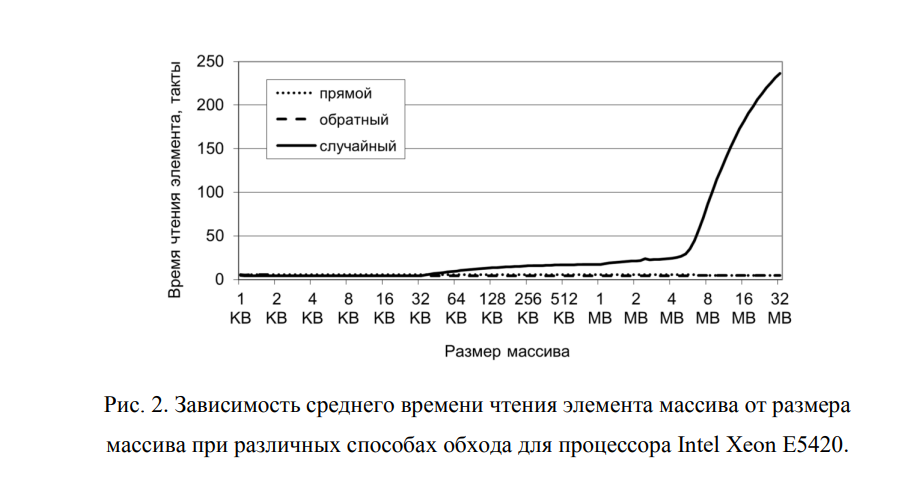 250
200
150
100
50
0
Время чтения элемента, такты
прямой
обратный
случайный
1 2 4 8 16 32 64 128 256 512 1 2 4 8 16 32
KB KB KB KB KB KB KB KB KB KB MB MB MB MB MB MB
Размер массива
Рис. 2. Зависимость среднего времени чтения элемента массива от размера
массива при различных способах обхода для процессора Intel Xeon E5420.